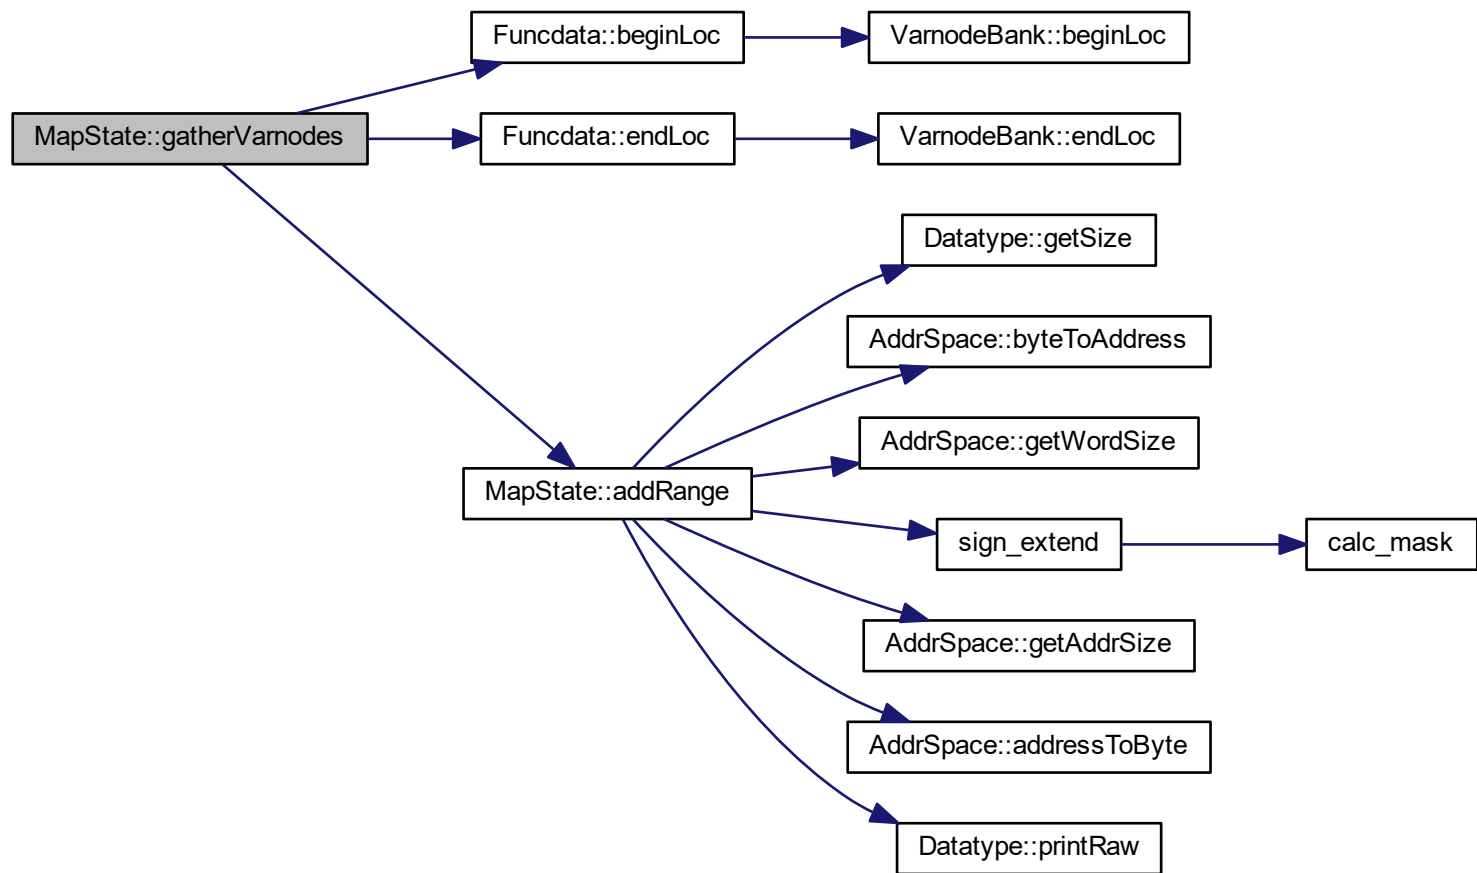 Funcdata::beginLoc
VarnodeBank::beginLoc
MapState::gatherVarnodes
Funcdata::endLoc
VarnodeBank::endLoc
Datatype::getSize
AddrSpace::byteToAddress
AddrSpace::getWordSize
MapState::addRange
sign_extend
calc_mask
AddrSpace::getAddrSize
AddrSpace::addressToByte
Datatype::printRaw